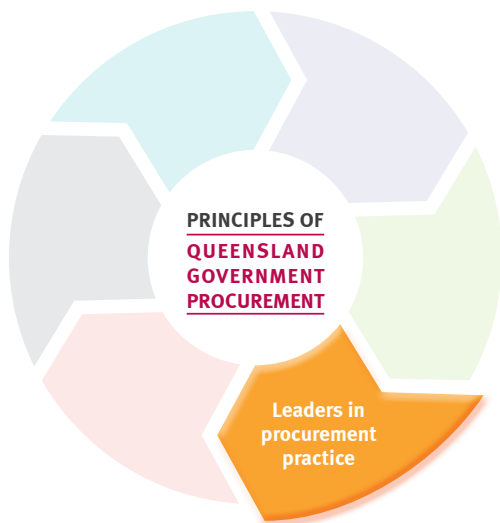 PRINCIPLES OF
QUEENSLAND
GOVERNMENT
PROCUREMENT
Leaders in
procurement
practice